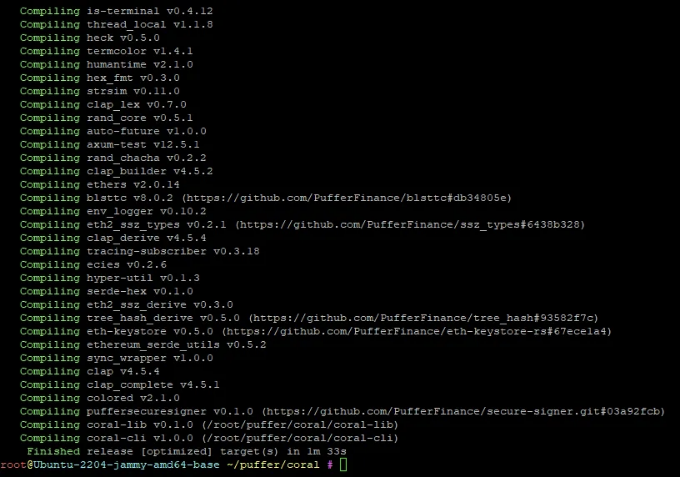 Compiling is-terminal v0.4.12
Compiling thread_local v1.1.8
Compiling heck v0.5.0
Compiling termcolor v1.4.1
Compiling humantime v2.1.0
Compiling hex_fmt v0.3.0
Compiling strsim v0.11.0
Compiling clap_lex v0.7.0
Compiling rand_core v0.5.1
Compiling auto-future v1.0.0
Compiling axum-test v12.5.1
Compiling rand_chacha v0.2.2
Compiling clap_builder v4.5.2
Compiling ethers v2.0.14
Compiling blsttc v8.0.2 (https://github.com/PufferFinance/blsttc#db34805e)
Compiling env_logger v0.10.2
Compiling eth2_ssz_types v0.2.1 (https://github.com/PufferFinance/ssz_types#6438b328)
Compiling clap_derive v4.5.4
Compiling tracing-subscriber v0.3.18
Compiling ecies v0.2.6
Compiling hyper-util v0.1.3
Compiling serde-hex v0.1.0
Compiling eth2_ssz_derive v0.3.0
Compiling tree_hash_derive v0.5.0 (https://github.com/PufferFinance/tree_hash#93582f7c)
Compiling eth-keystore v0.5.0 (https://github.com/PufferFinance/eth-keystore-rs#67ece1a4)
Compiling ethereum_serde_utils v0.5.2
Compiling sync_wrapper v1.0.0
Compiling clap v4.5.4
Compiling clap_complete v4.5.1
Compiling colored v2.1.0
Compiling puffersecuresigner v0.1.0 (https://github.com/PufferFinance/secure-signer.git#03a92fcb)
Compiling coral-lib v0.1.0 (/root/puffer/coral/coral-lib)
Compiling coral-cli v1.0.0 (/root/puffer/coral/coral-cli)
Finished release [optimized] target(s) in 1m 33s
root@Ubuntu-2204-jammy-amd64-base ~/puffer/coral #